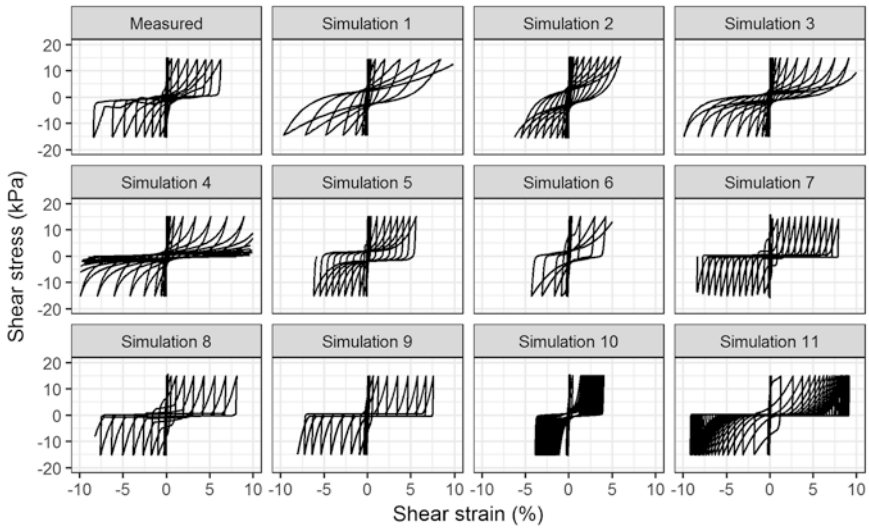 Measured
Simulation 1
Simulation 2
Simulation 3
20
10
0
-10
-20
Simulation 4
Simulation 5
Simulation 6
Simulation 7
20
10
0
-10
-20
Simulation 8
Simulation 9
Simulation 10
Simulation 11
20
10
0
-10
-20
-10 -5 0 5 10 -10 -5 0 5 10 -10 -5 0 5 10 -10 -5 0 5 10
Shear stress (kPa)
Shear strain (%)